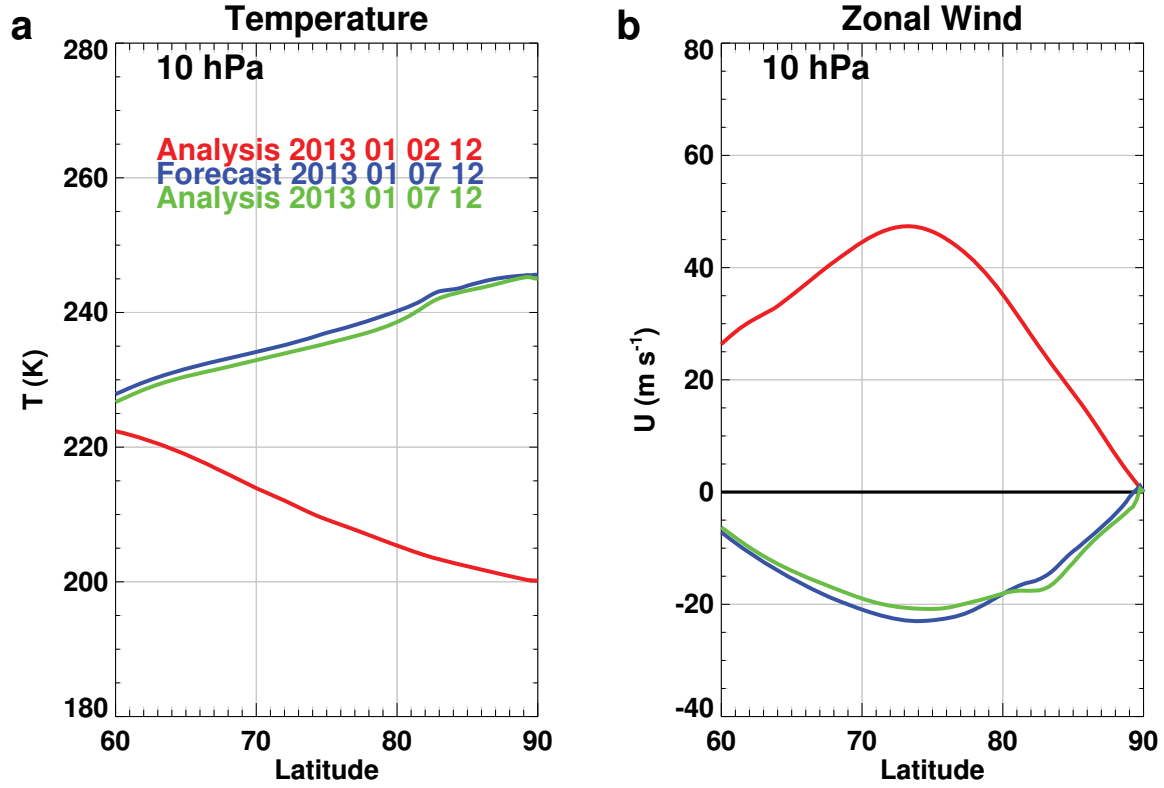 a
Temperature
10 hPa
Analysis 2013 01 02 12
Forecast 2013 01 07 12
Analysis 2013 01 07 12
280
260
240
220
200
180
T (K)
60 70 80 90
Latitude
b
Zonal Wind
10 hPa
80
60
40
20
0
-20
-40
U (m s⁻¹)
60 70 80 90
Latitude